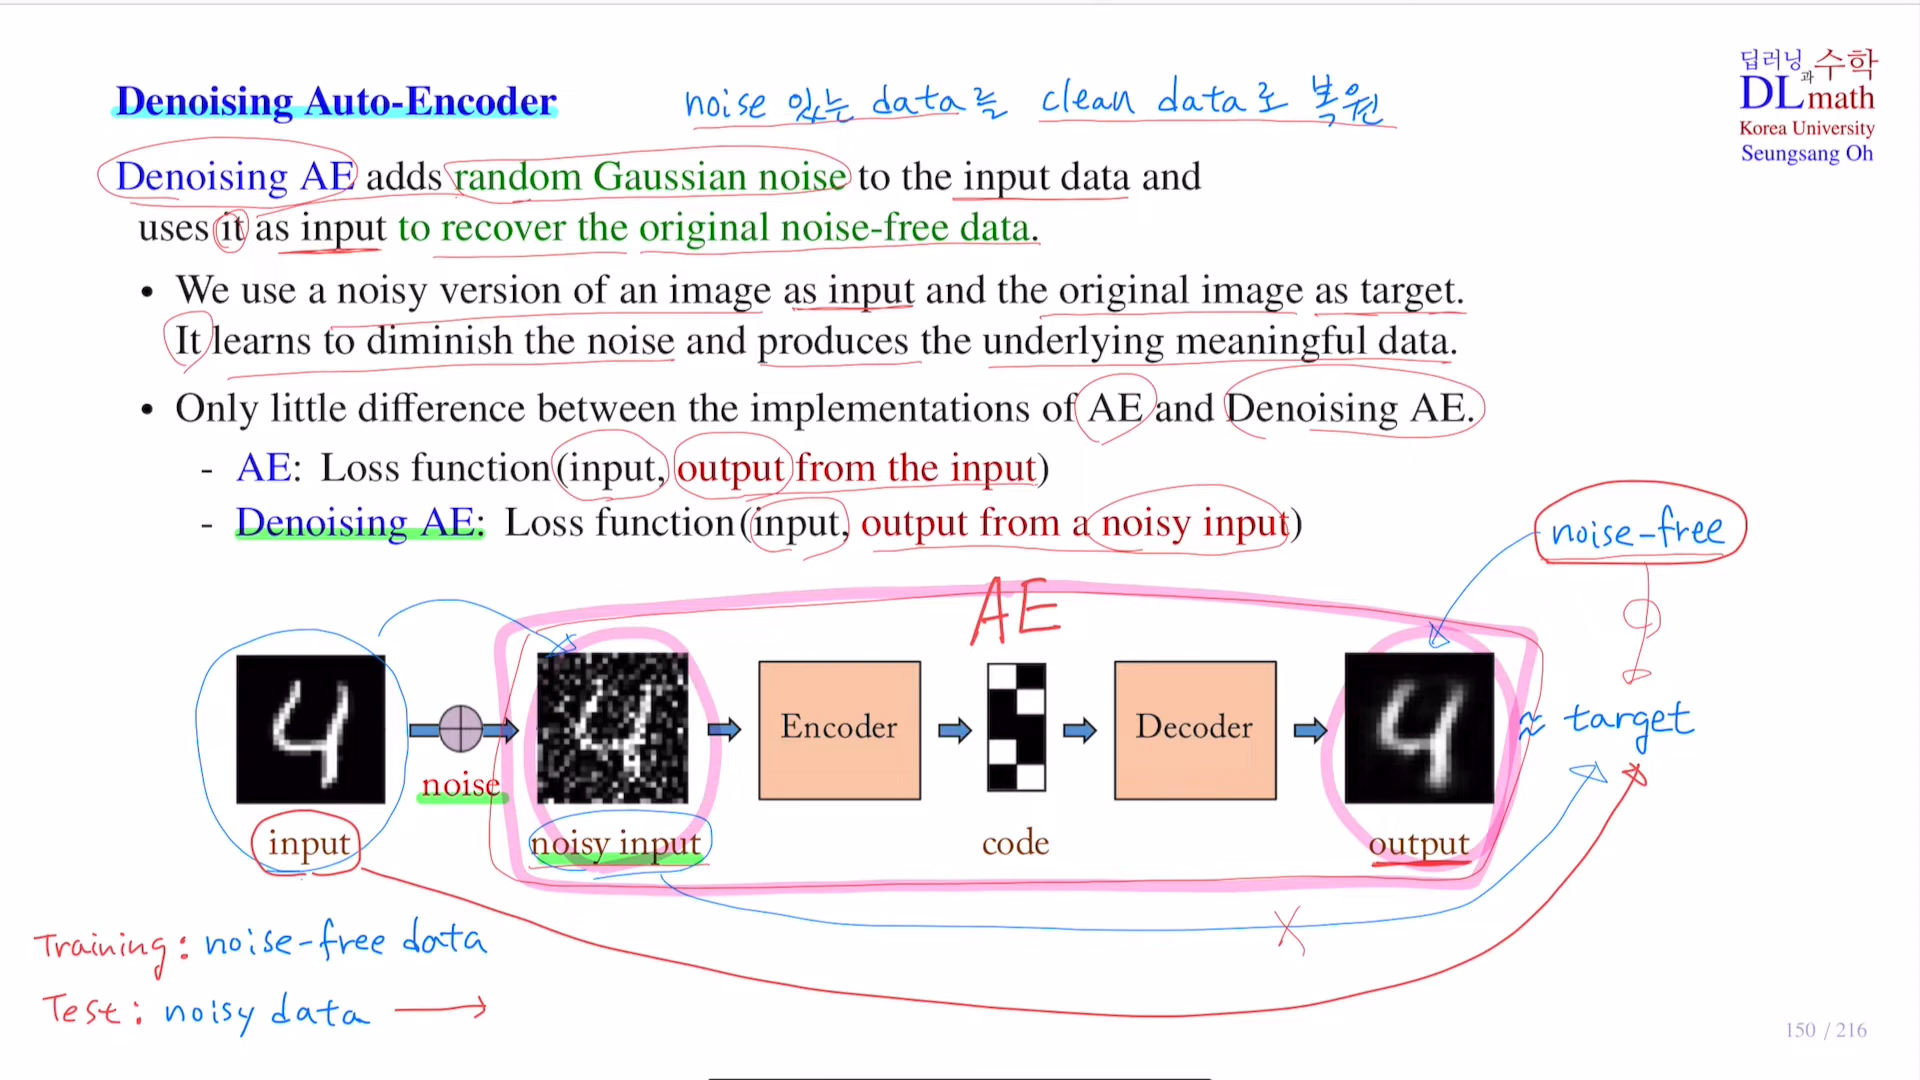 딥러닝과 수학
DL math
Korea University
Seungsang Oh
Denoising Auto-Encoder
noise 있는 data를 clean data로 복원
Denoising AE adds random Gaussian noise to the input data and
uses it as input to recover the original noise-free data.
• We use a noisy version of an image as input and the original image as target.
It learns to diminish the noise and produces the underlying meaningful data.
• Only little difference between the implementations of AE and Denoising AE.
- AE: Loss function(input, output from the input)
- Denoising AE: Loss function(input, output from a noisy input)
noise-free
AE
Encoder
Decoder
≈ target
noise
input
noisy input
code
output
Training: noise-free data
Test: noisy data →
150 / 216